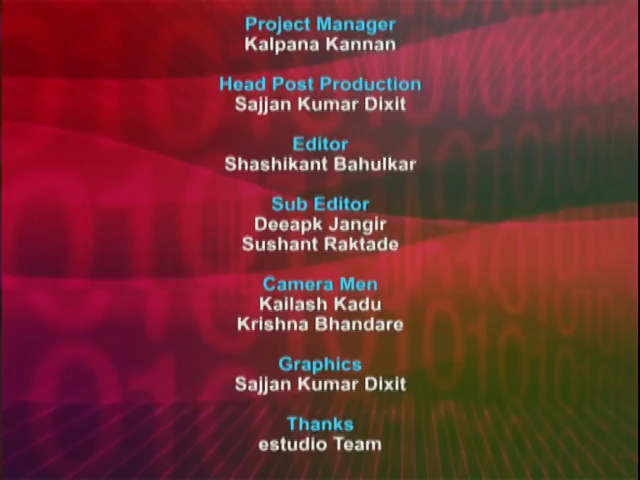 Project Manager
Kalpana Kannan
Head Post Production
Sajjan Kumar Dixit
Editor
Shashikant Bahulkar
Sub Editor
Deeapk Jangir
Sushant Raktade
Camera Men
Kailash Kadu
Krishna Bhandare
Graphics
Sajjan Kumar Dixit
Thanks
estudio Team